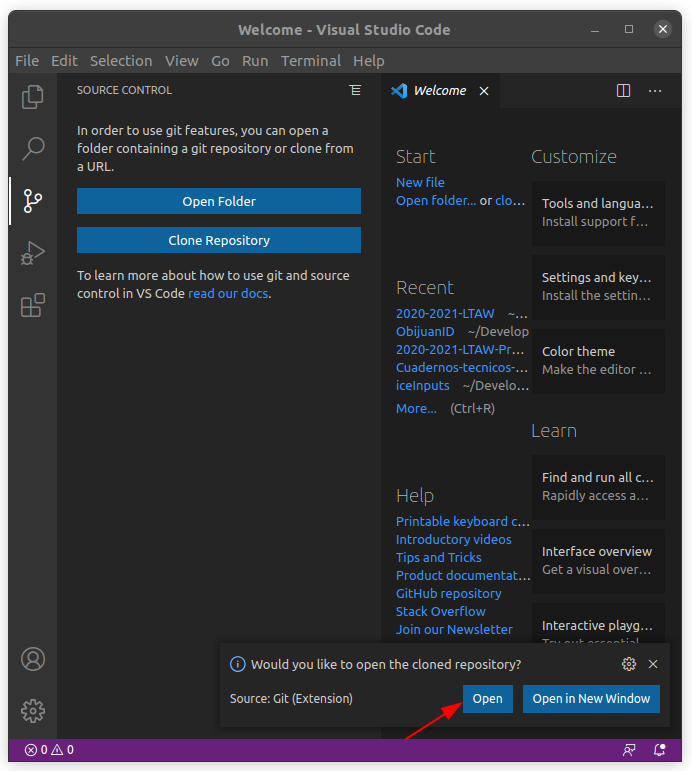 Welcome - Visual Studio Code
File Edit Selection View Go Run Terminal Help
SOURCE CONTROL
In order to use git features, you can open a
folder containing a git repository or clone from
a URL.
Open Folder
Clone Repository
To learn more about how to use git and source
control in VS Code read our docs.
Welcome
Start
New file
Open folder... or clo...
Recent
2020-2021-LTAW ~...
ObijuanID ~/Develop
2020-2021-LTAW-Pr...
Cuadernos-tecnicos-...
iceInputs ~/Develo...
More... (Ctrl+R)
Help
Printable keyboard c...
Introductory videos
Tips and Tricks
Product documentat...
GitHub repository
Stack Overflow
Join our Newsletter
Customize
Tools and langua...
Install support f...
Settings and key...
Install the settin...
Color theme
Make the editor ...
Learn
Find and run all c...
Rapidly access a...
Interface overview
Get a visual over...
Interactive playg...
Try out essential
Would you like to open the cloned repository?
Source: Git (Extension)
Open
Open in New Window
0 0